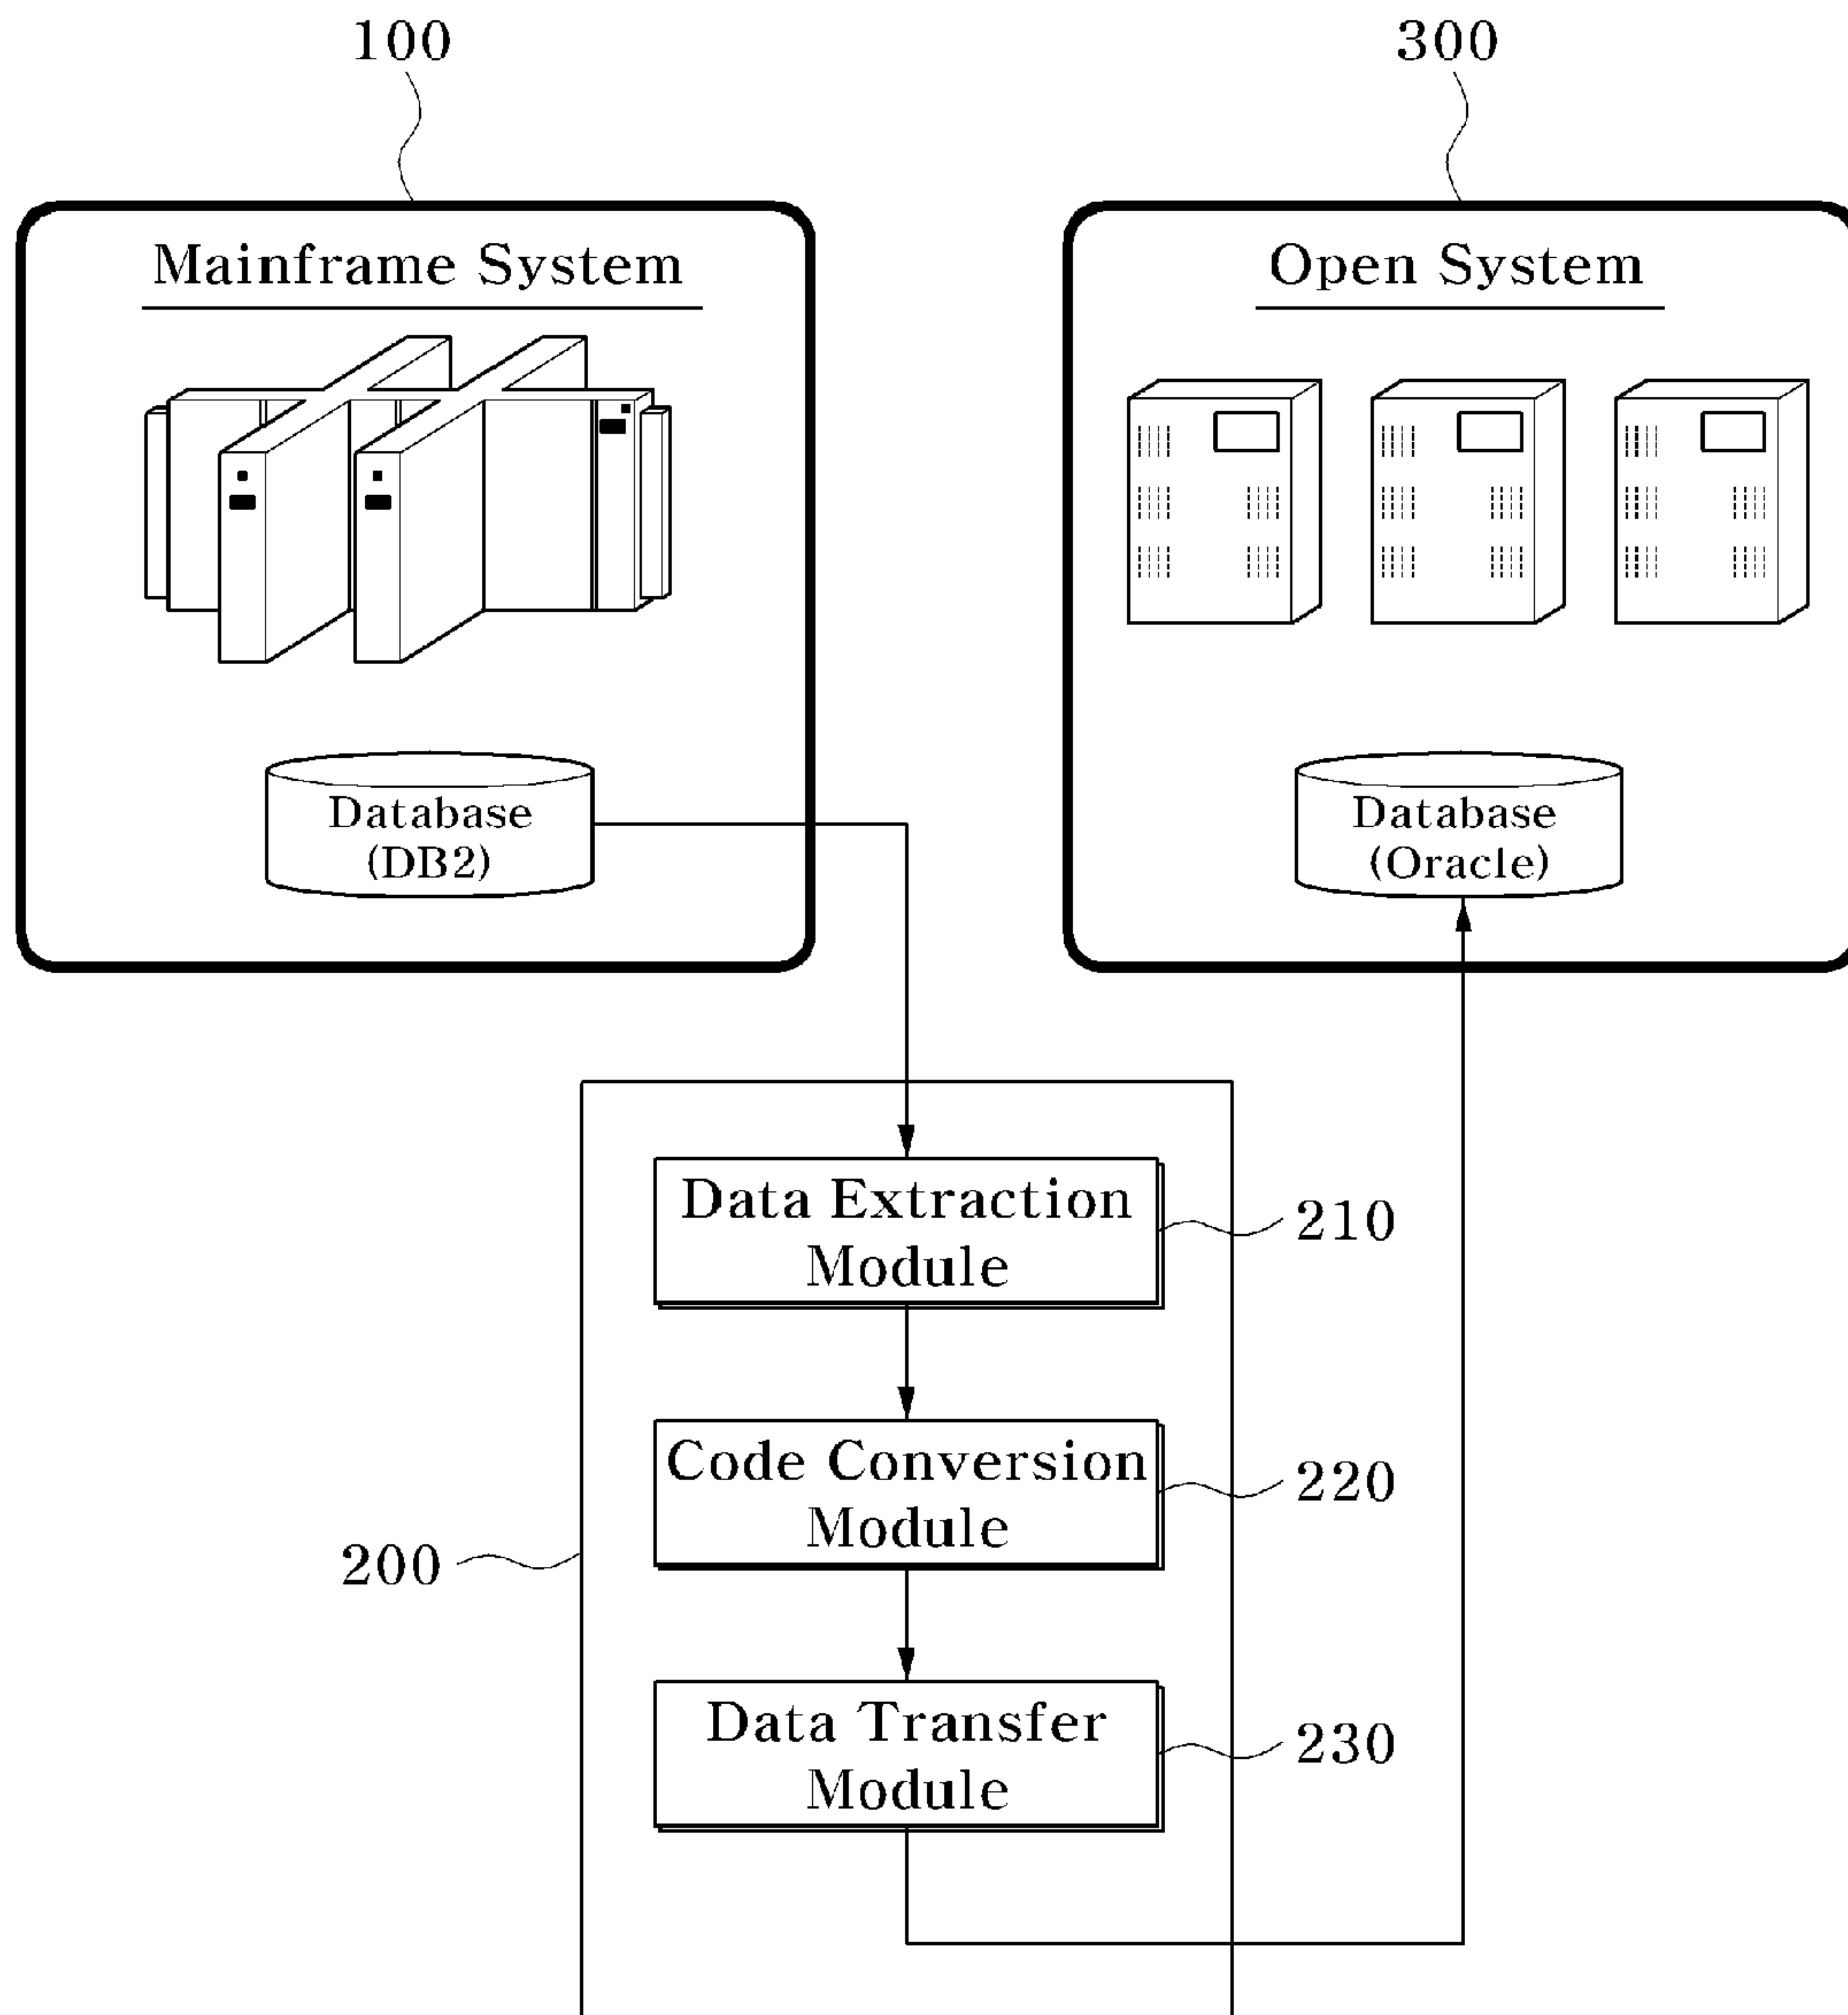 100
300
Mainframe System
Open System
Database
(DB2)
Database
(Oracle)
Data Extraction
Module
210
Code Conversion
Module
220
200
Data Transfer
Module
230